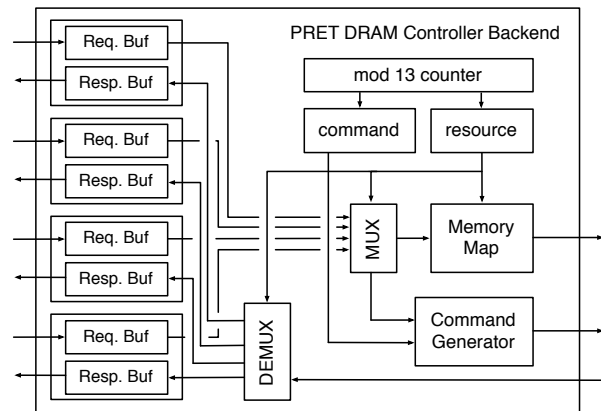 PRET DRAM Controller Backend
Req. Buf
Resp. Buf
mod 13 counter
command
resource
Req. Buf
Resp. Buf
MUX
Memory
Map
Req. Buf
Resp. Buf
DEMUX
Command
Generator
Req. Buf
Resp. Buf